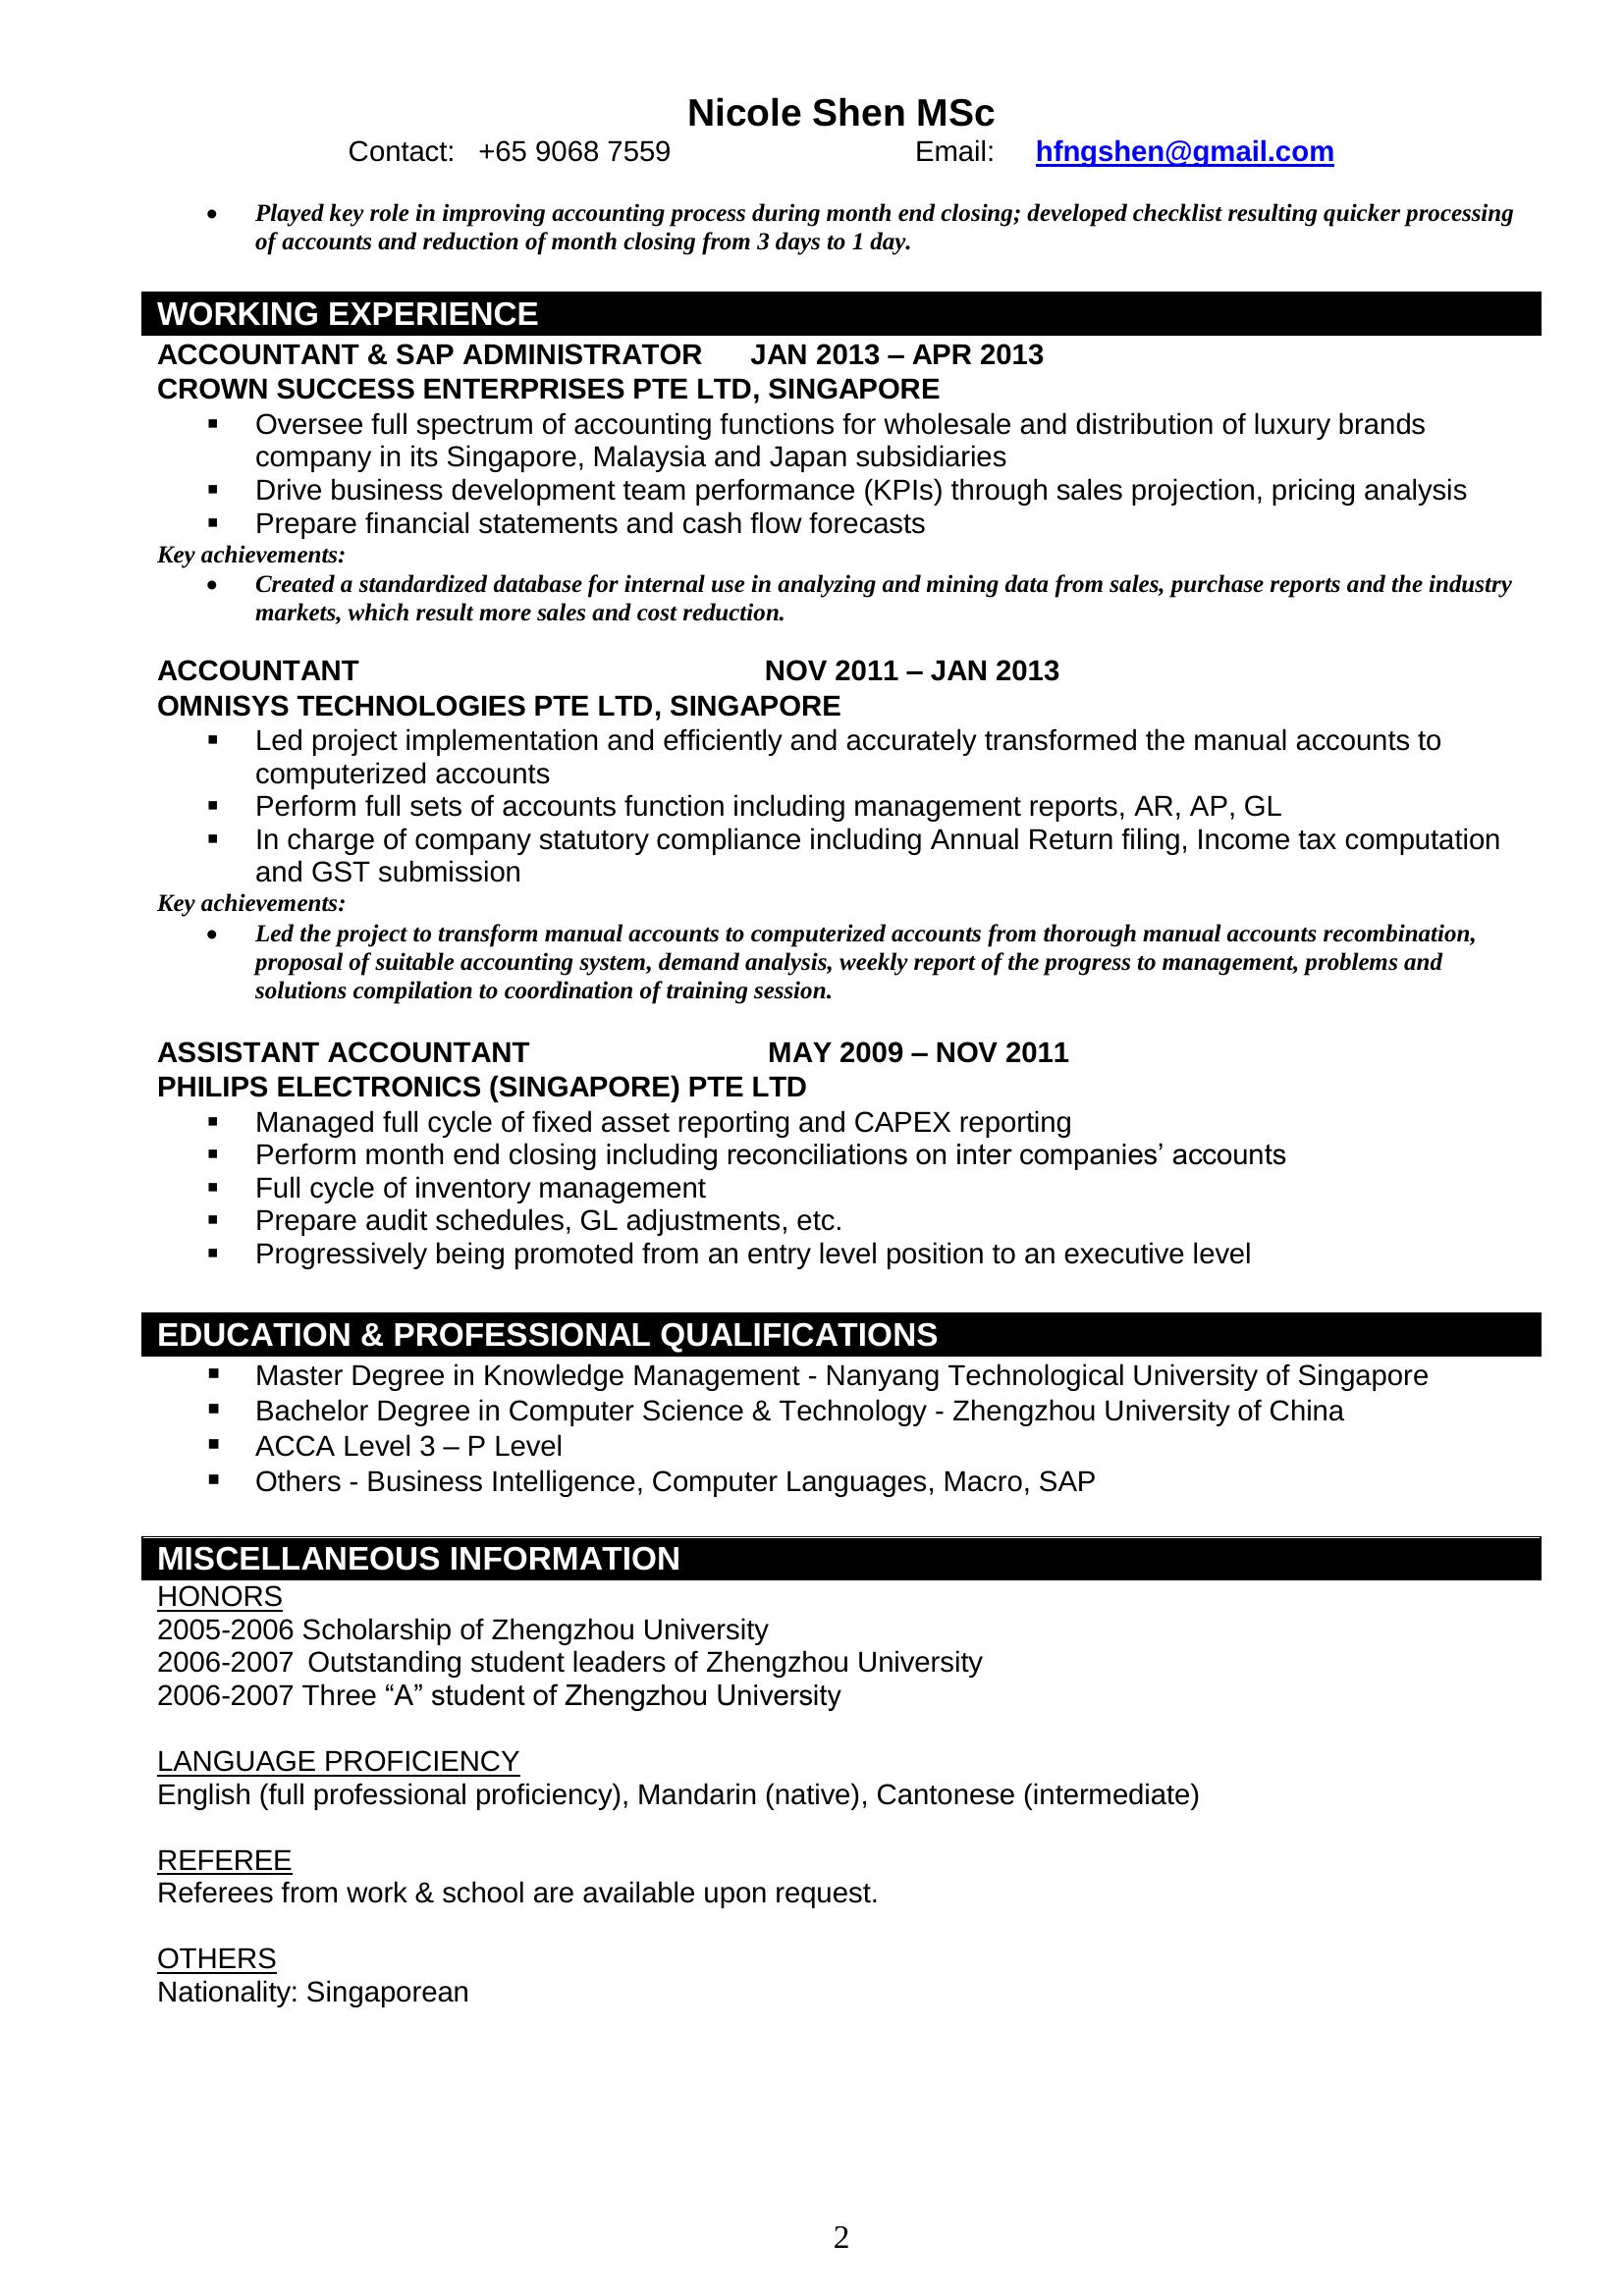 Nicole Shen MSc
Contact: +65 9068 7559 Email: hfngshen@gmail.com
• Played key role in improving accounting process during month end closing; developed checklist resulting quicker processing
of accounts and reduction of month closing from 3 days to 1 day.
WORKING EXPERIENCE
ACCOUNTANT & SAP ADMINISTRATOR JAN 2013 – APR 2013
CROWN SUCCESS ENTERPRISES PTE LTD, SINGAPORE
▪ Oversee full spectrum of accounting functions for wholesale and distribution of luxury brands
company in its Singapore, Malaysia and Japan subsidiaries
▪ Drive business development team performance (KPIs) through sales projection, pricing analysis
▪ Prepare financial statements and cash flow forecasts
Key achievements:
• Created a standardized database for internal use in analyzing and mining data from sales, purchase reports and the industry
markets, which result more sales and cost reduction.
ACCOUNTANT NOV 2011 – JAN 2013
OMNISYS TECHNOLOGIES PTE LTD, SINGAPORE
▪ Led project implementation and efficiently and accurately transformed the manual accounts to
computerized accounts
▪ Perform full sets of accounts function including management reports, AR, AP, GL
▪ In charge of company statutory compliance including Annual Return filing, Income tax computation
and GST submission
Key achievements:
• Led the project to transform manual accounts to computerized accounts from thorough manual accounts recombination,
proposal of suitable accounting system, demand analysis, weekly report of the progress to management, problems and
solutions compilation to coordination of training session.
ASSISTANT ACCOUNTANT MAY 2009 – NOV 2011
PHILIPS ELECTRONICS (SINGAPORE) PTE LTD
▪ Managed full cycle of fixed asset reporting and CAPEX reporting
▪ Perform month end closing including reconciliations on inter companies’ accounts
▪ Full cycle of inventory management
▪ Prepare audit schedules, GL adjustments, etc.
▪ Progressively being promoted from an entry level position to an executive level
EDUCATION & PROFESSIONAL QUALIFICATIONS
▪ Master Degree in Knowledge Management - Nanyang Technological University of Singapore
▪ Bachelor Degree in Computer Science & Technology - Zhengzhou University of China
▪ ACCA Level 3 – P Level
▪ Others - Business Intelligence, Computer Languages, Macro, SAP
MISCELLANEOUS INFORMATION
HONORS
2005-2006 Scholarship of Zhengzhou University
2006-2007 Outstanding student leaders of Zhengzhou University
2006-2007 Three “A” student of Zhengzhou University
LANGUAGE PROFICIENCY
English (full professional proficiency), Mandarin (native), Cantonese (intermediate)
REFEREE
Referees from work & school are available upon request.
OTHERS
Nationality: Singaporean
2